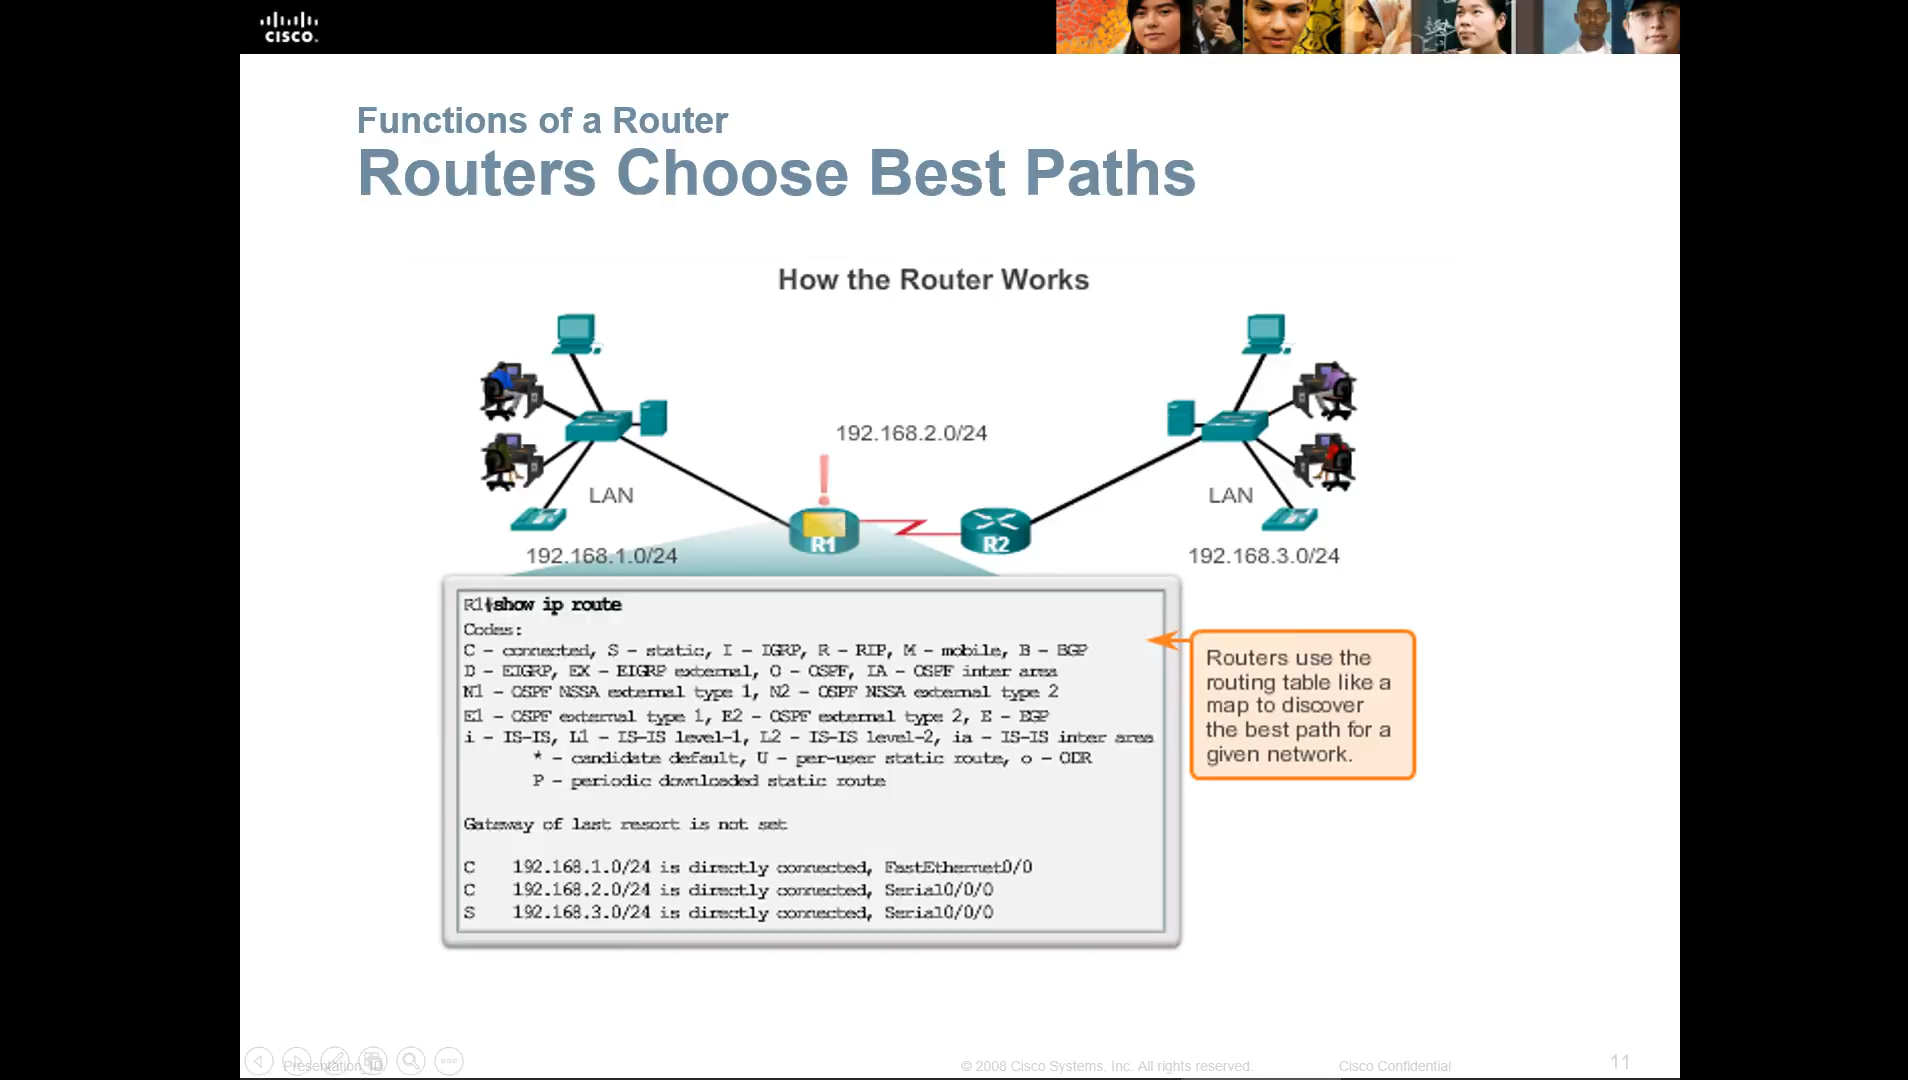 CISCO.
Functions of a Router
Routers Choose Best Paths
How the Router Works
192.168.2.0/24
LAN
LAN
R1
R2
192.168.1.0/24
192.168.3.0/24
R1#show ip route
Codes:
C - connected, S - static, I - IGRP, R - RIP, M - mobile, B - BGP
D - EIGRP, EX - EIGRP external, O - OSPF, IA - OSPF inter area
N1 - OSPF NSSA external type 1, N2 - OSPF NSSA external type 2
E1 - OSPF external type 1, E2 - OSPF external type 2, E - EGP
i - IS-IS, L1 - IS-IS level-1, L2 - IS-IS level-2, ia - IS-IS inter area
* - candidate default, U - per-user static route, o - ODR
P - periodic downloaded static route
Gateway of last resort is not set
C 192.168.1.0/24 is directly connected, FastEthernet0/0
C 192.168.2.0/24 is directly connected, Serial0/0/0
S 192.168.3.0/24 is directly connected, Serial0/0/0
Routers use the
routing table like a
map to discover
the best path for a
given network.
Presentation_ID
© 2008 Cisco Systems, Inc. All rights reserved.
Cisco Confidential
11